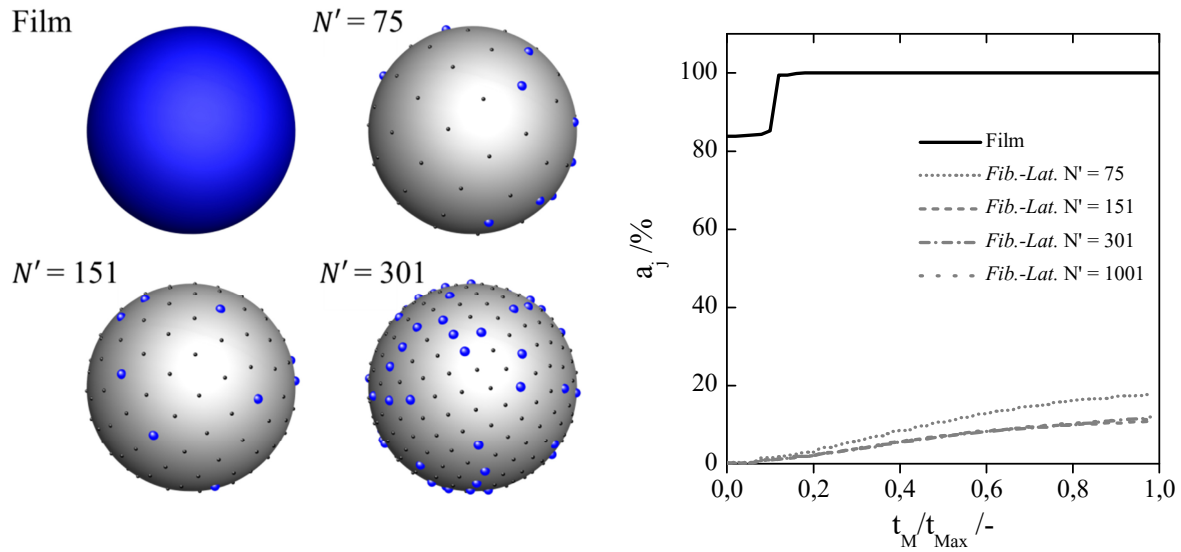 Film
N′ = 75
N′ = 151
N′ = 301
a_j /%
100
80
60
40
20
0
Film
Fib.-Lat. N' = 75
Fib.-Lat. N' = 151
Fib.-Lat. N' = 301
Fib.-Lat. N' = 1001
0,0 0,2 0,4 0,6 0,8 1,0
t_M/t_Max /-